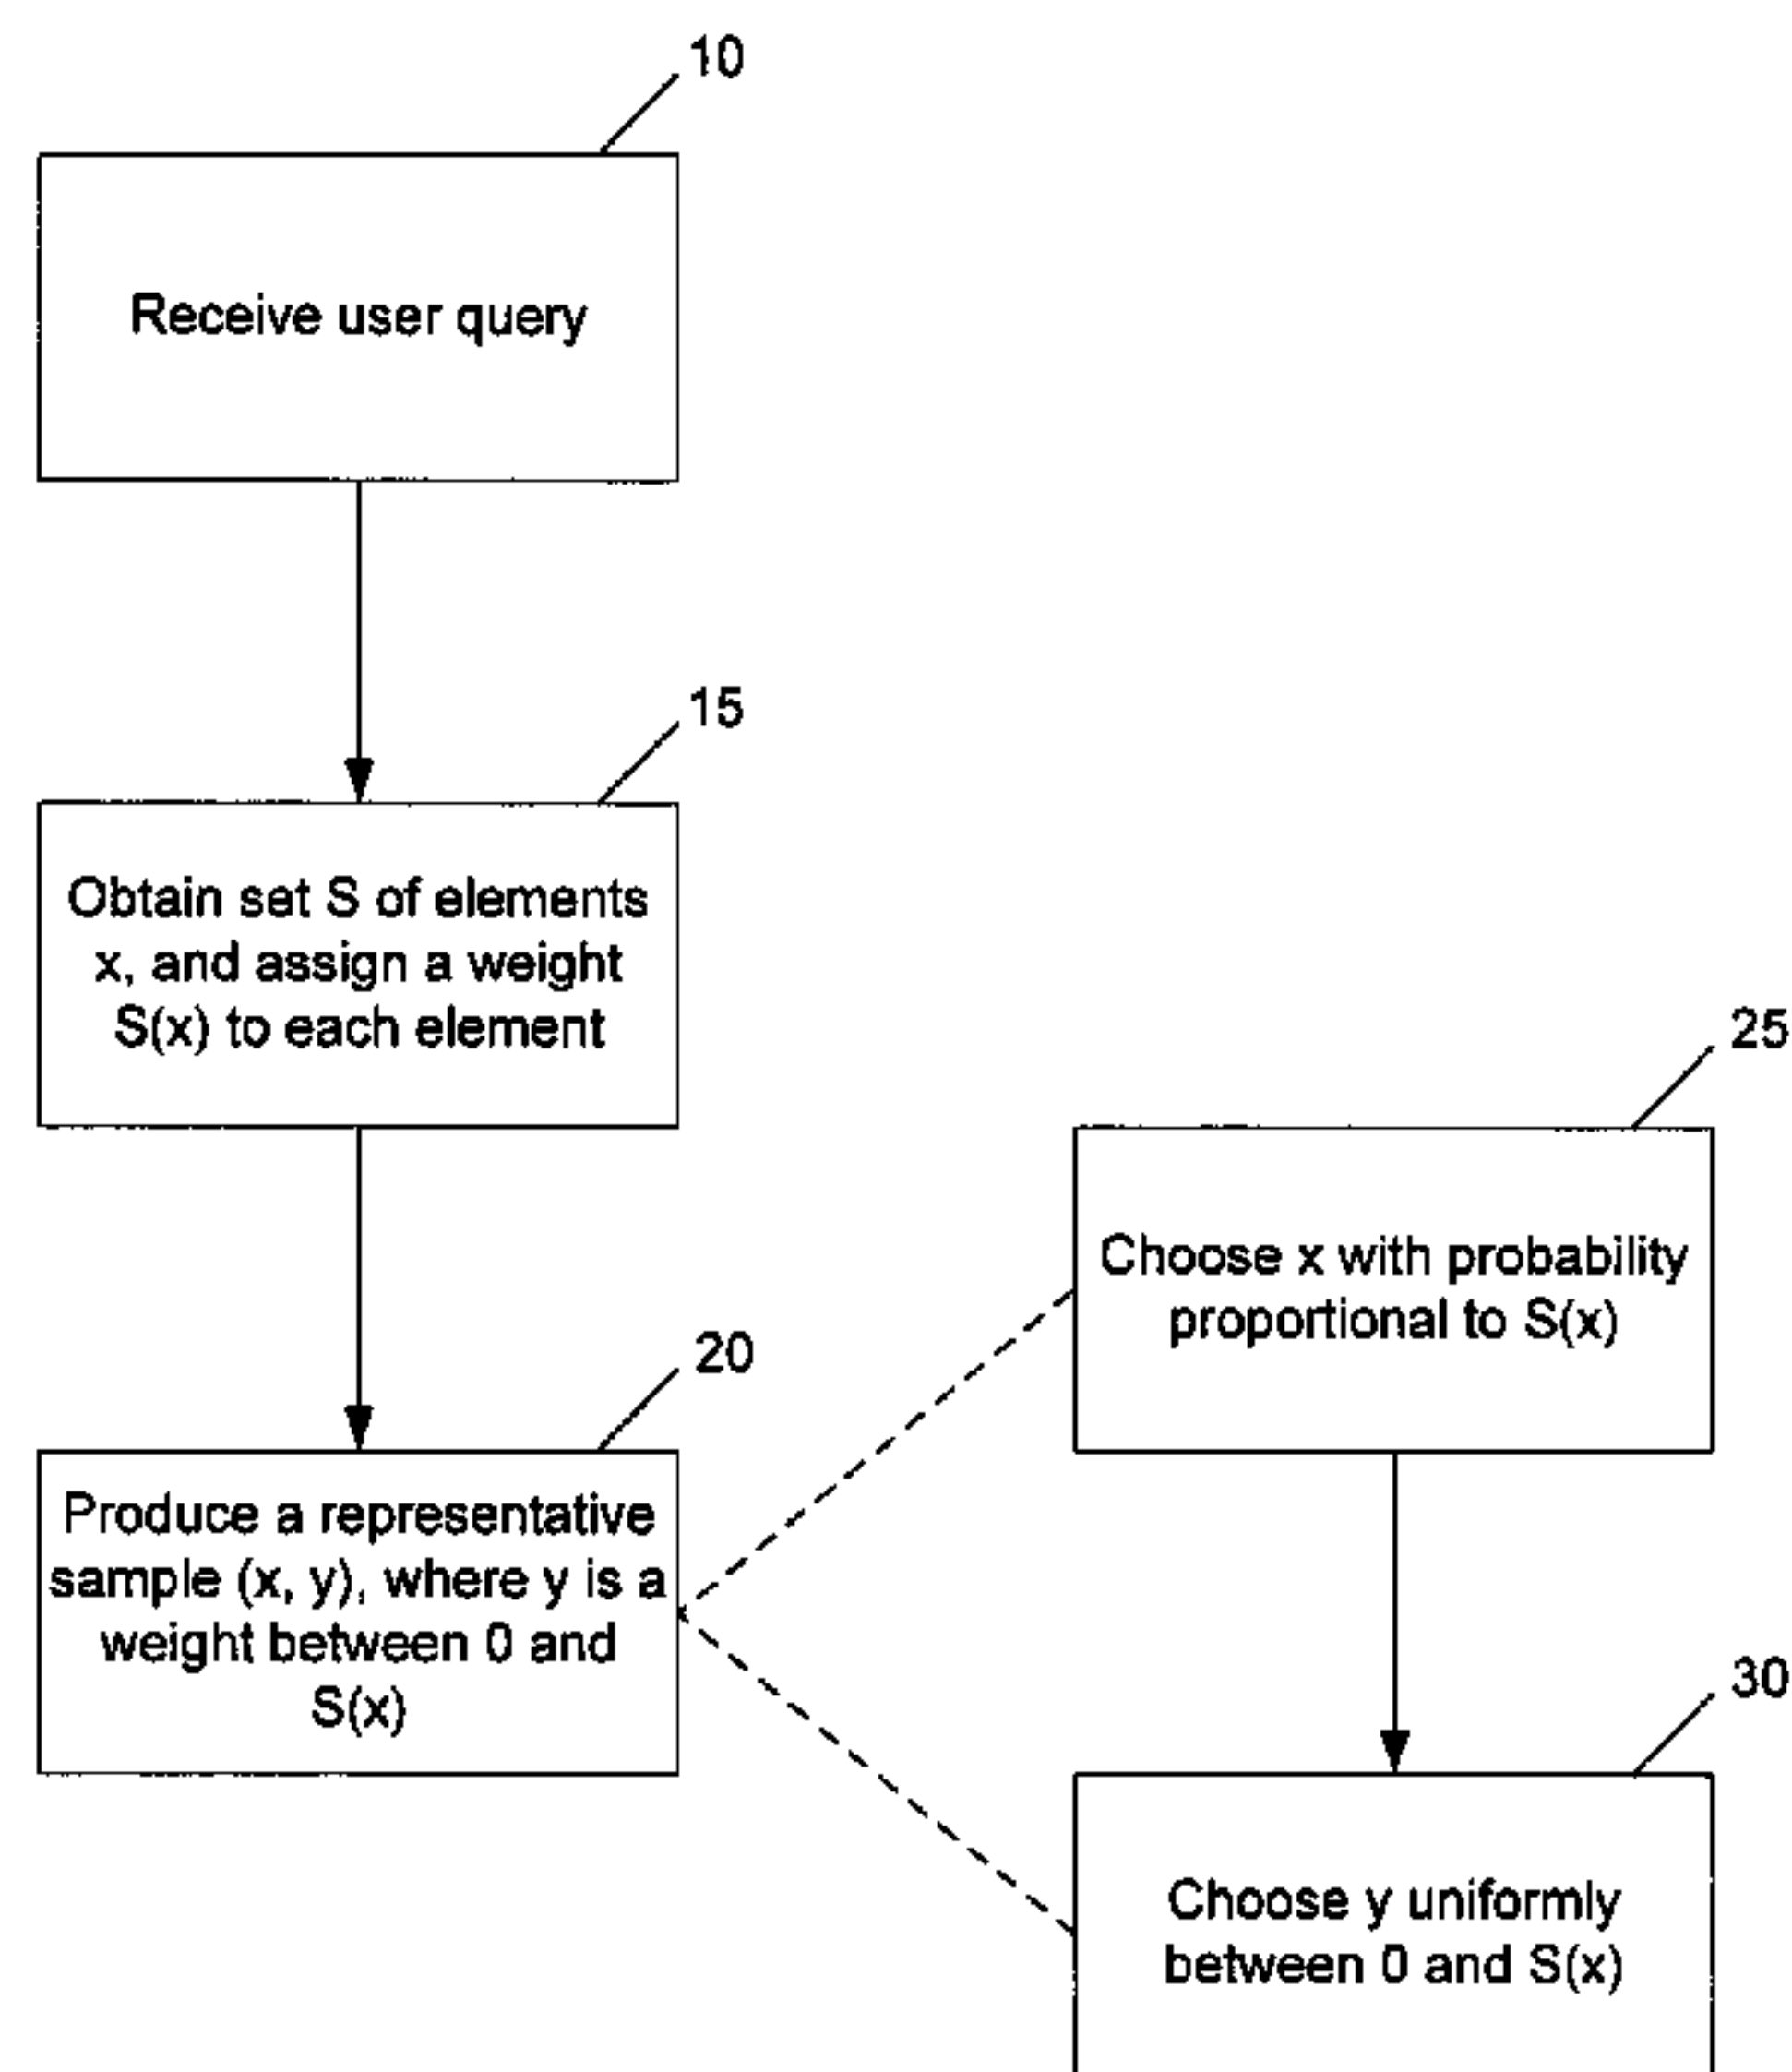 10
Receive user query
15
Obtain set S of elements
x, and assign a weight
S(x) to each element
20
Produce a representative
sample (x, y), where y is a
weight between 0 and
S(x)
25
Choose x with probability
proportional to S(x)
30
Choose y uniformly
between 0 and S(x)